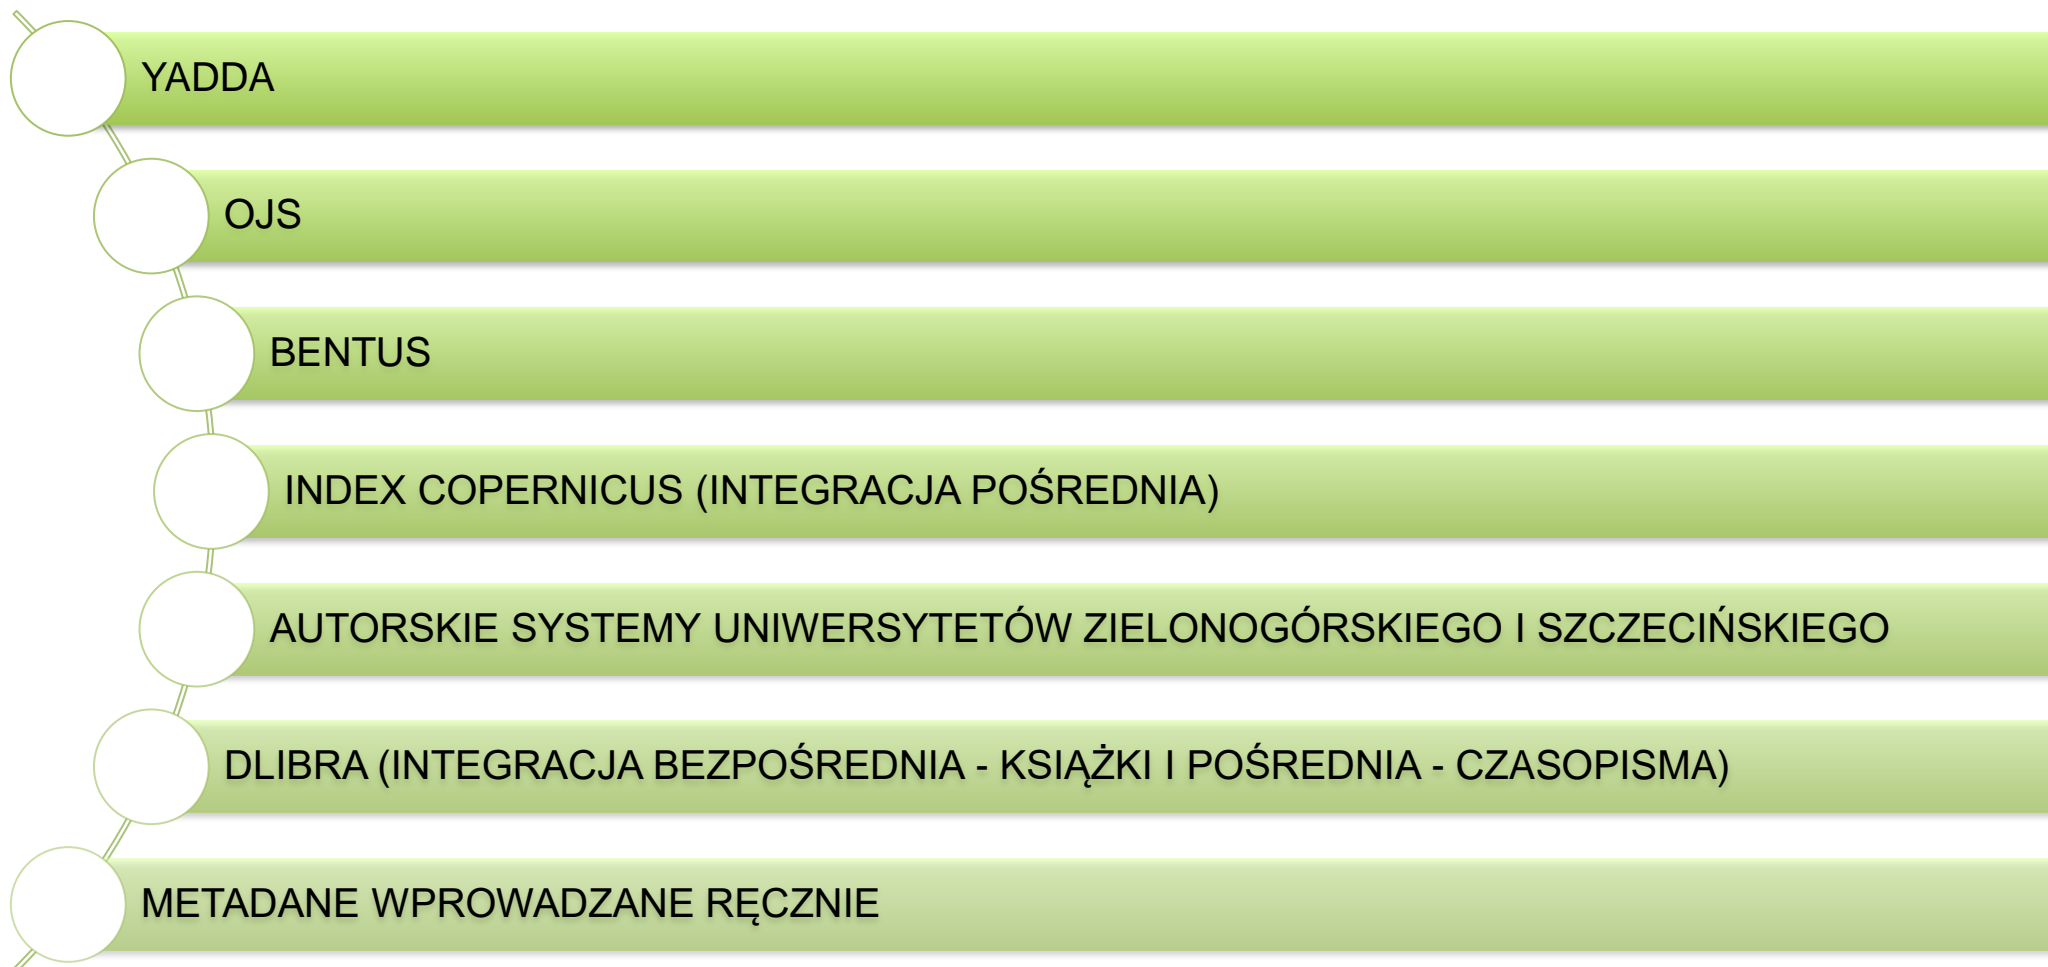 YADDA
OJS
BENTUS
INDEX COPERNICUS (INTEGRACJA POŚREDNIA)
AUTORSKIE SYSTEMY UNIWERSYTETÓW ZIELONOGÓRSKIEGO I SZCZECIŃSKIEGO
DLIBRA (INTEGRACJA BEZPOŚREDNIA - KSIĄŻKI I POŚREDNIA - CZASOPISMA)
METADANE WPROWADZANE RĘCZNIE